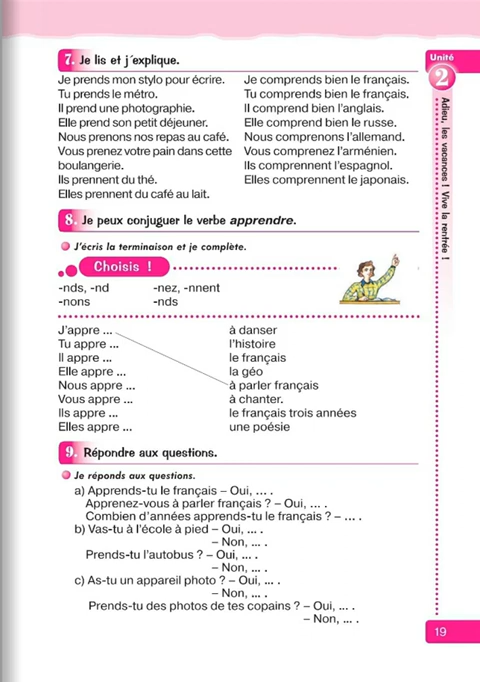 7. Je lis et j'explique.
Je prends mon stylo pour écrire.
Tu prends le métro.
Il prend une photographie.
Elle prend son petit déjeuner.
Nous prenons nos repas au café.
Vous prenez votre pain dans cette
boulangerie.
Ils prennent du thé.
Elles prennent du café au lait.
Je comprends bien le français.
Tu comprends bien le français.
Il comprend bien l'anglais.
Elle comprend bien le russe.
Nous comprenons l'allemand.
Vous comprenez l'arménien.
Ils comprennent l'espagnol.
Elles comprennent le japonais.
Unité
2
Adieu, les vacances ! Vive la rentrée !
8. Je peux conjuguer le verbe apprendre.
J'écris la terminaison et je complète.
Choisis !
-nds, -nd -nez, -nnent
-nons -nds
J'appre ... à danser
Tu appre ... l'histoire
Il appre ... le français
Elle appre ... la géo
Nous appre ... à parler français
Vous appre ... à chanter.
Ils appre ... le français trois années
Elles appre ... une poésie
9. Répondre aux questions.
Je réponds aux questions.
a) Apprends-tu le français – Oui, ... .
Apprenez-vous à parler français ? – Oui, ... .
Combien d'années apprends-tu le français ? – ... .
b) Vas-tu à l'école à pied – Oui, ... .
– Non, ... .
Prends-tu l'autobus ? – Oui, ... .
– Non, ... .
c) As-tu un appareil photo ? – Oui, ... .
Prends-tu des photos de tes copains ? – Oui, ... .
– Non, ... .
19